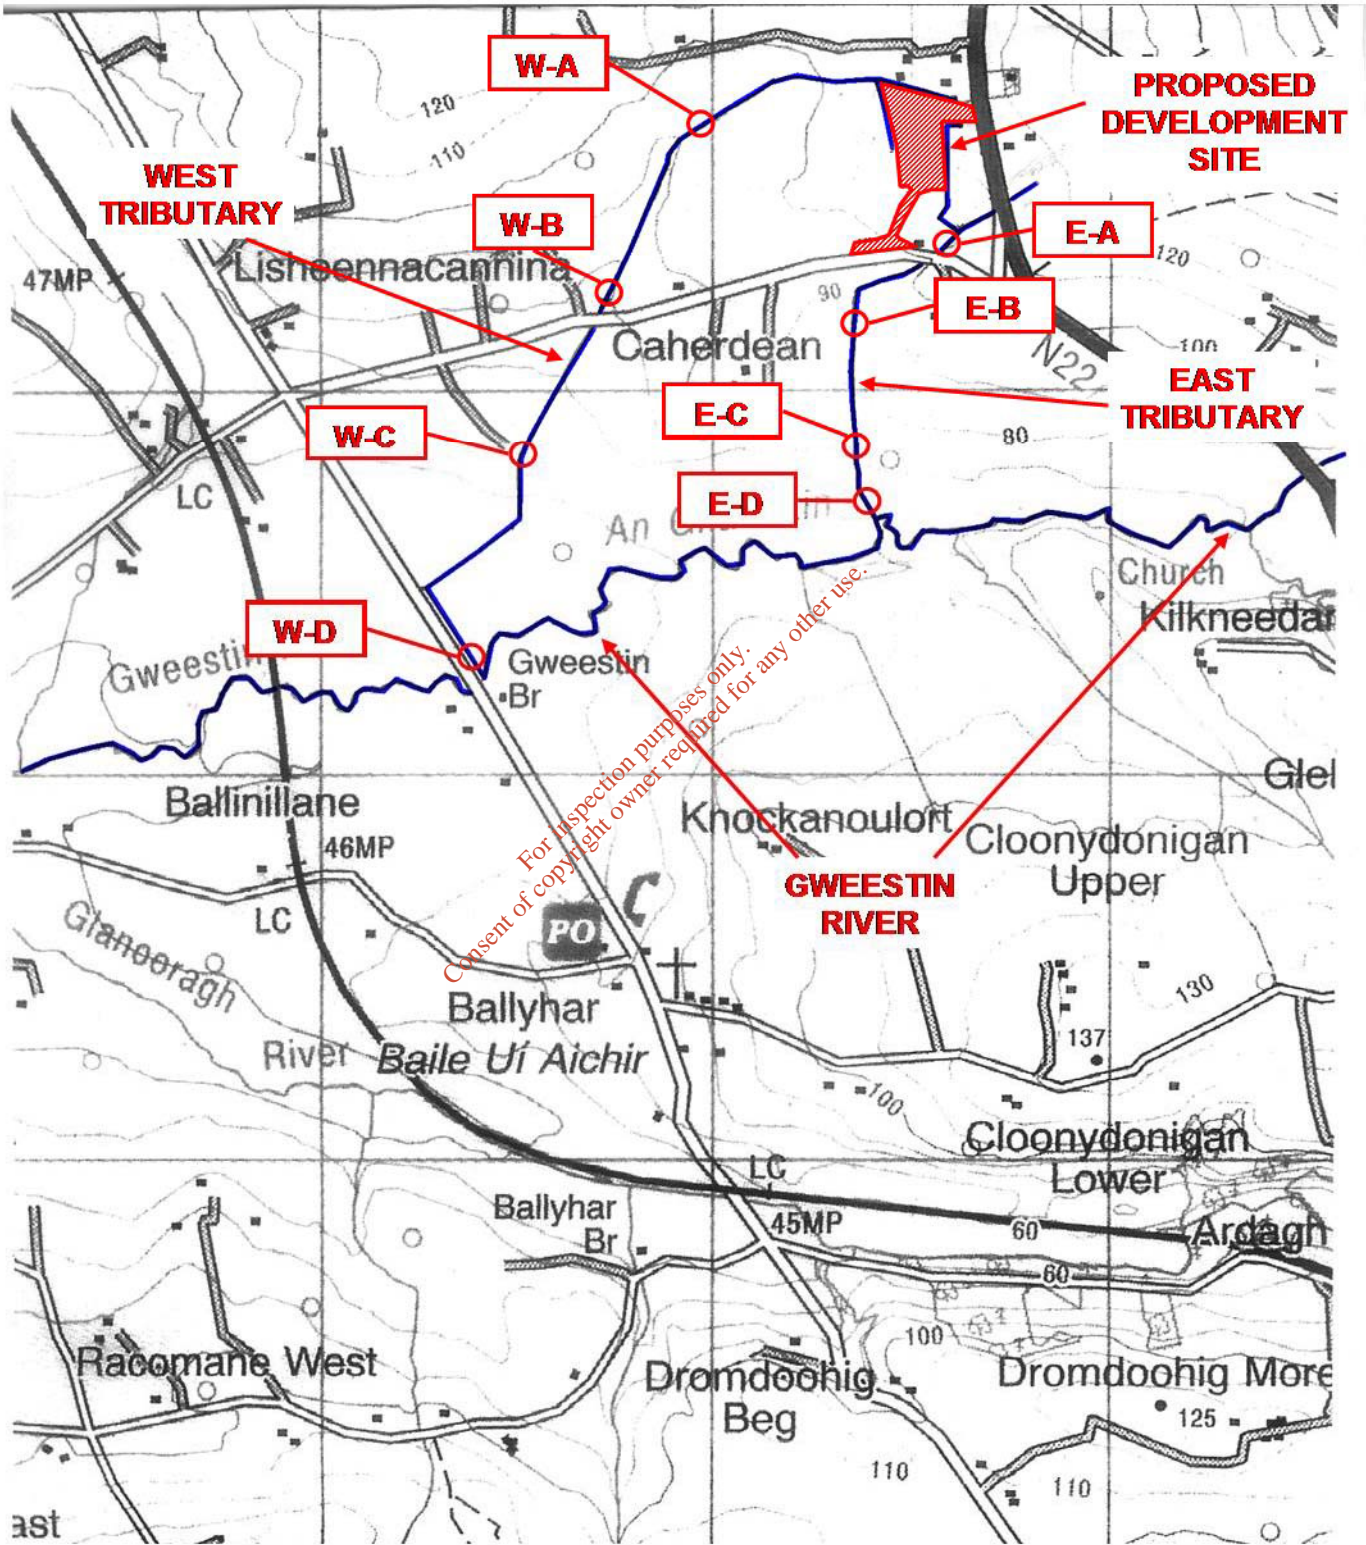 W-A
120
PROPOSED
DEVELOPMENT
SITE
110
WEST
TRIBUTARY
W-B
E-A
120
47MP
Lisheennacannina
90
E-B
Caherdean
N22
100
EAST
TRIBUTARY
E-C
W-C
80
LC
E-D
An
in
Church
Kilkneedar
W-D
Gweestin
Gweestin
Br
For inspection purposes only.
Consent of copyright owner required for any other use.
Ballinillane
Knockanoulort
Glel
Cloonydonigan
Upper
46MP
GWEESTIN
RIVER
LC
PO
C
Glanooragh
River
130
Ballyhar
Baile Uí Aichir
137
100
Cloonydonigan
Lower
LC
Ballyhar
Br
45MP
60
Ardagh
60
100
Racomane West
Dromdoohig
Beg
Dromdoohig More
125
110
110
ast